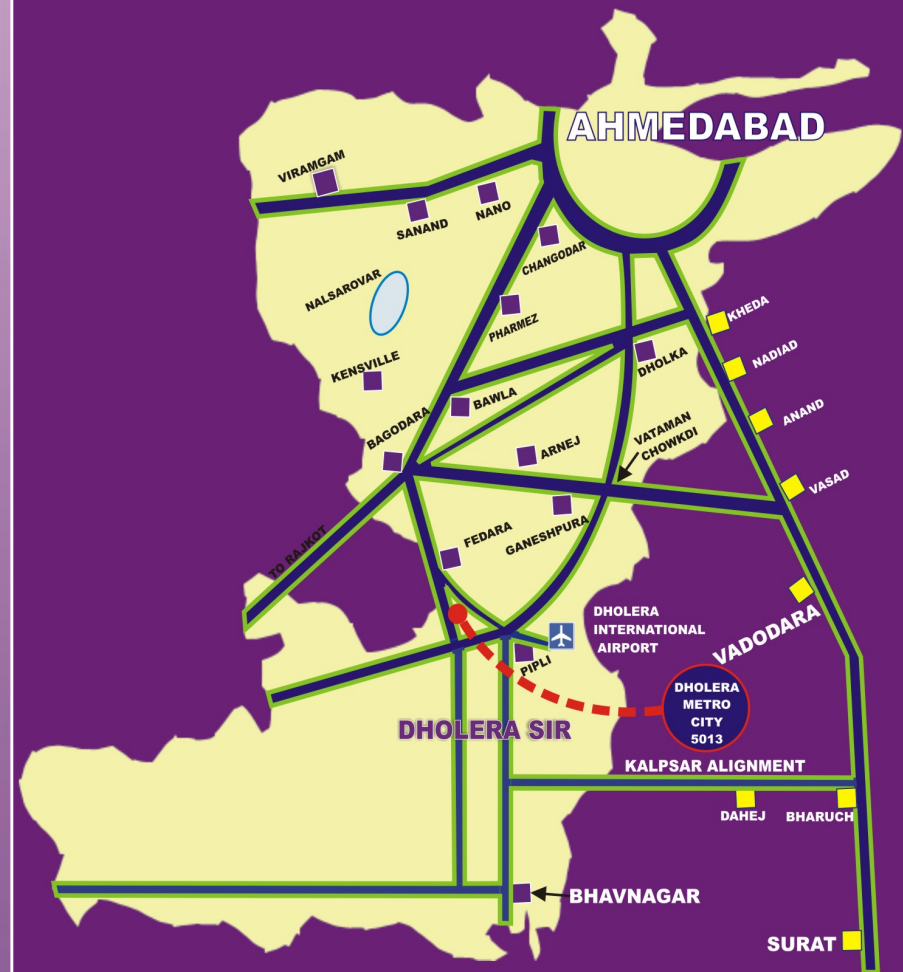 AHMEDABAD
VIRAMGAM
SANAND
NANO
CHANGODAR
NALSAROVAR
PHARMEZ
KHEDA
KENSVILLE
DHOLKA
NADIAD
BAWLA
BAGODARA
ANAND
VATAMAN
CHOWKDI
ARNEJ
VASAD
GANESHPURA
FEDARA
TO RAJKOT
DHOLERA
INTERNATIONAL
AIRPORT
VADODARA
PIPLI
DHOLERA
METRO
CITY
5013
DHOLERA SIR
KALPSAR ALIGNMENT
DAHEJ
BHARUCH
BHAVNAGAR
SURAT